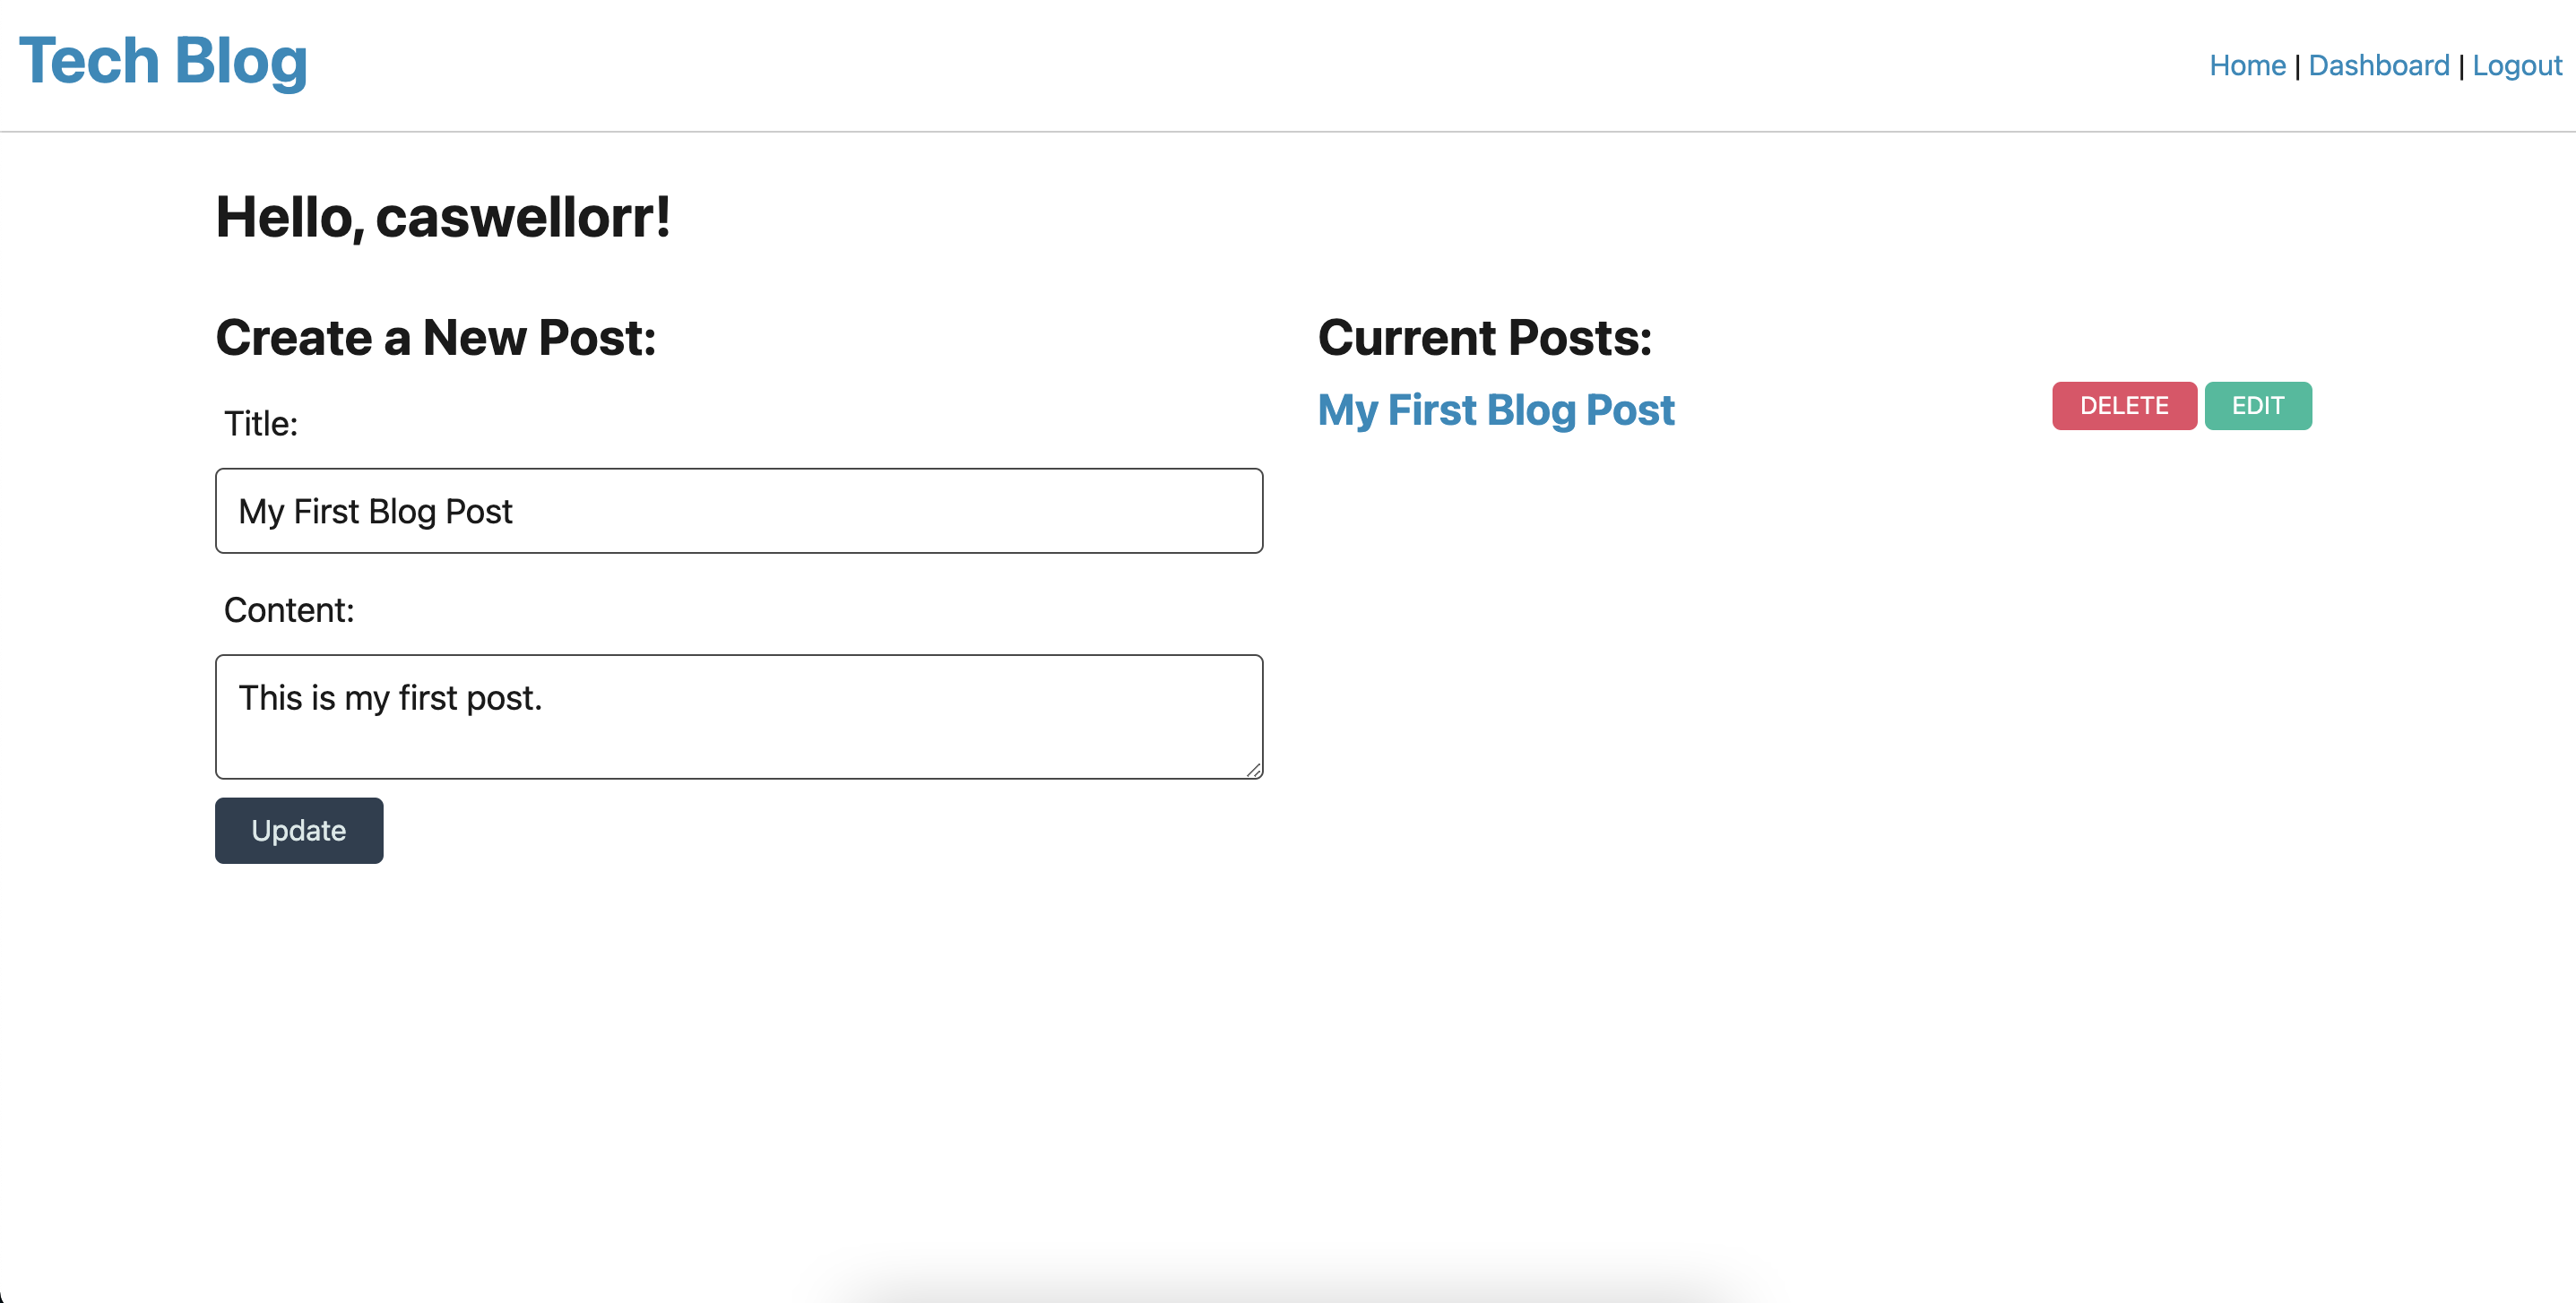 Tech Blog
Home | Dashboard | Logout
Hello, caswellorr!
Create a New Post:
Title:
My First Blog Post
Content:
This is my first post.
Update
Current Posts:
My First Blog Post
DELETE
EDIT